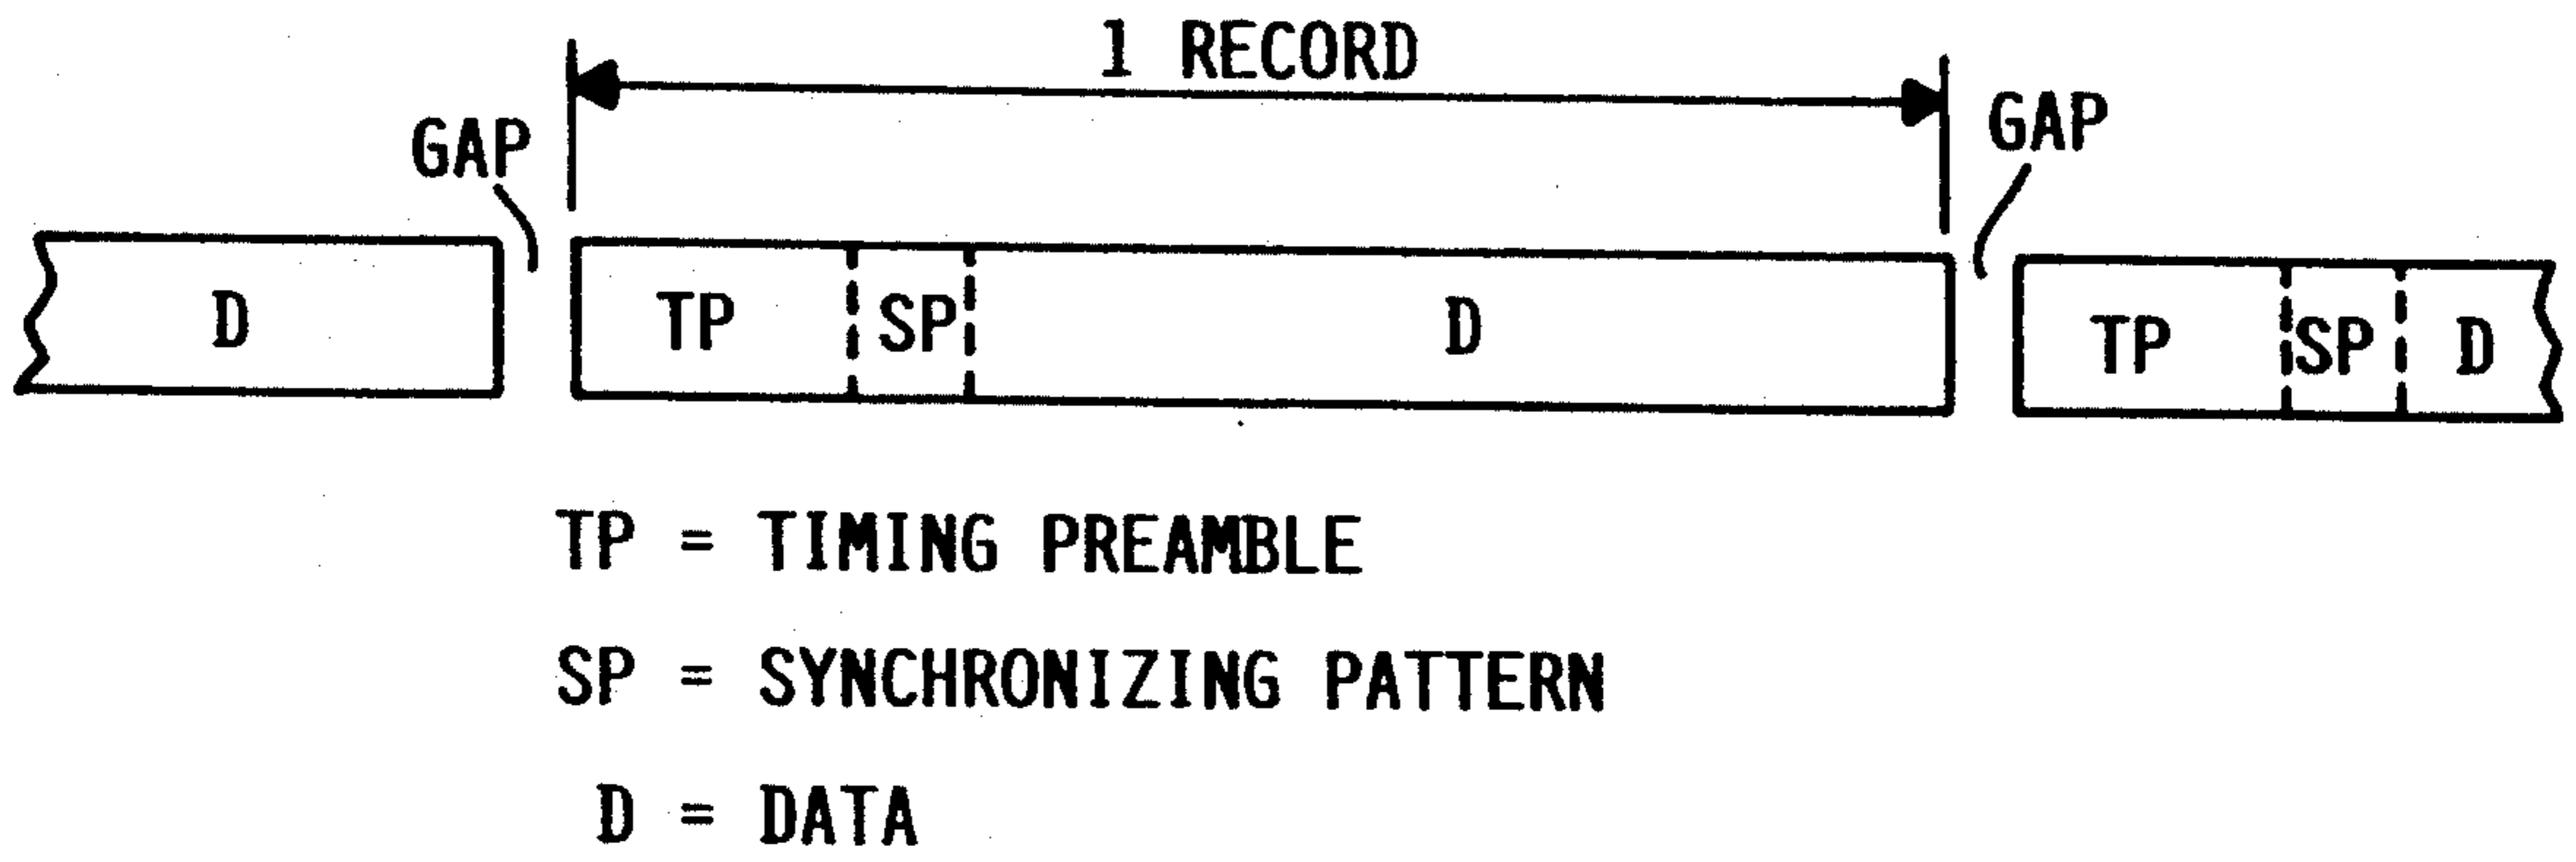 1 RECORD
GAP
GAP
D TP SP D TP SP D
TP = TIMING PREAMBLE
SP = SYNCHRONIZING PATTERN
D = DATA